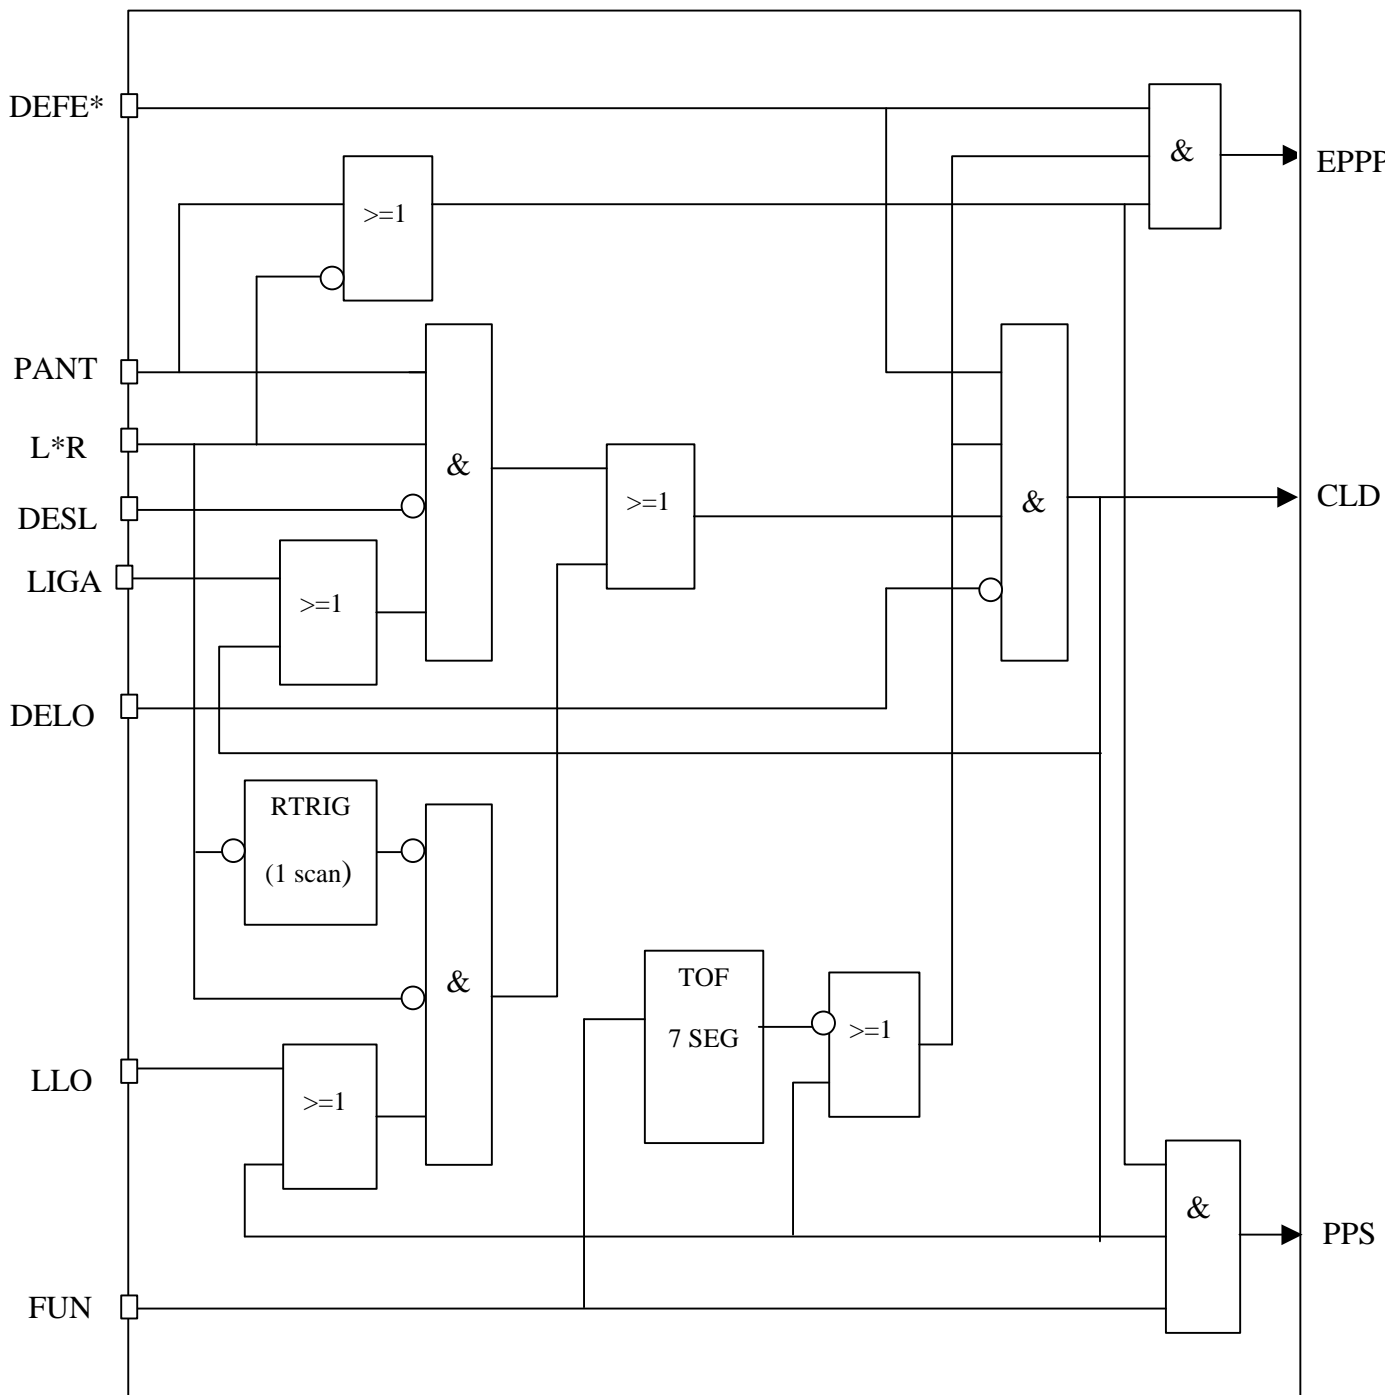 DEFE*
&
EPPP
>=1
PANT
L*R
&
DESL
>=1
&
CLD
LIGA
>=1
DELO
RTRIG
(1 scan)
&
TOF
7 SEG
>=1
LLO
>=1
&
PPS
FUN